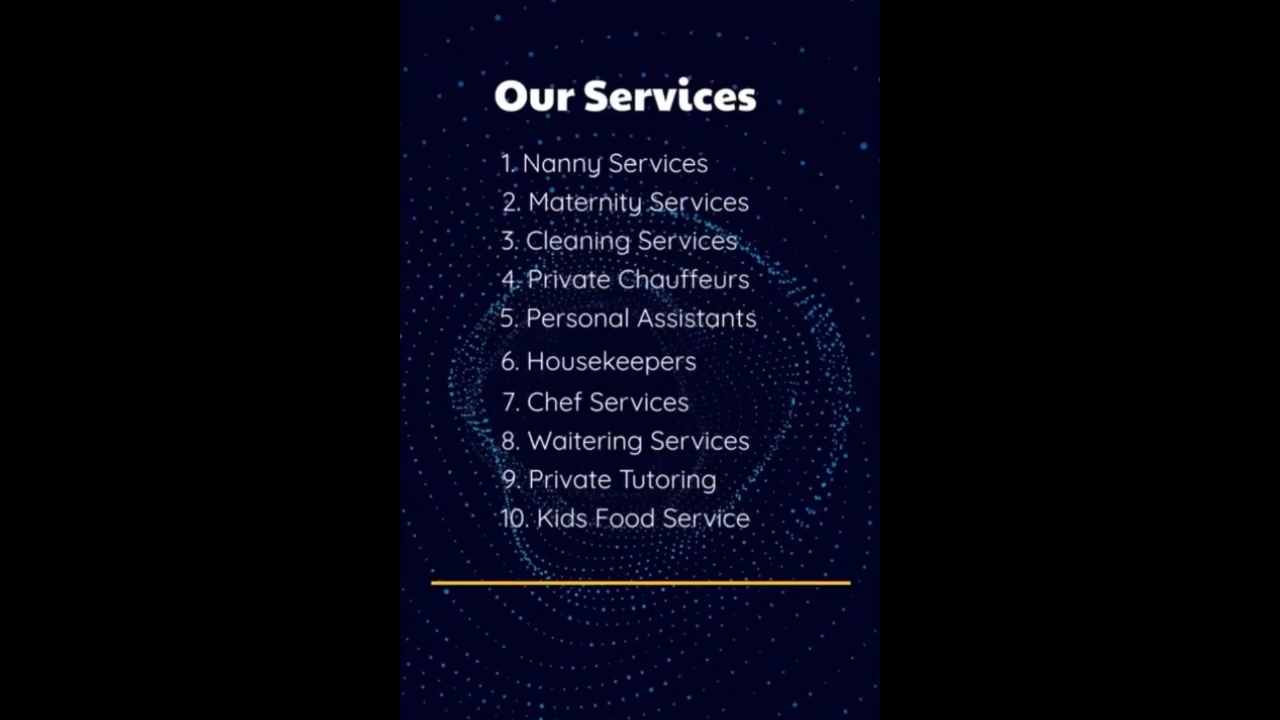 Our Services
1. Nanny Services
2. Maternity Services
3. Cleaning Services
4. Private Chauffeurs
5. Personal Assistants
6. Housekeepers
7. Chef Services
8. Waitering Services
9. Private Tutoring
10. Kids Food Service